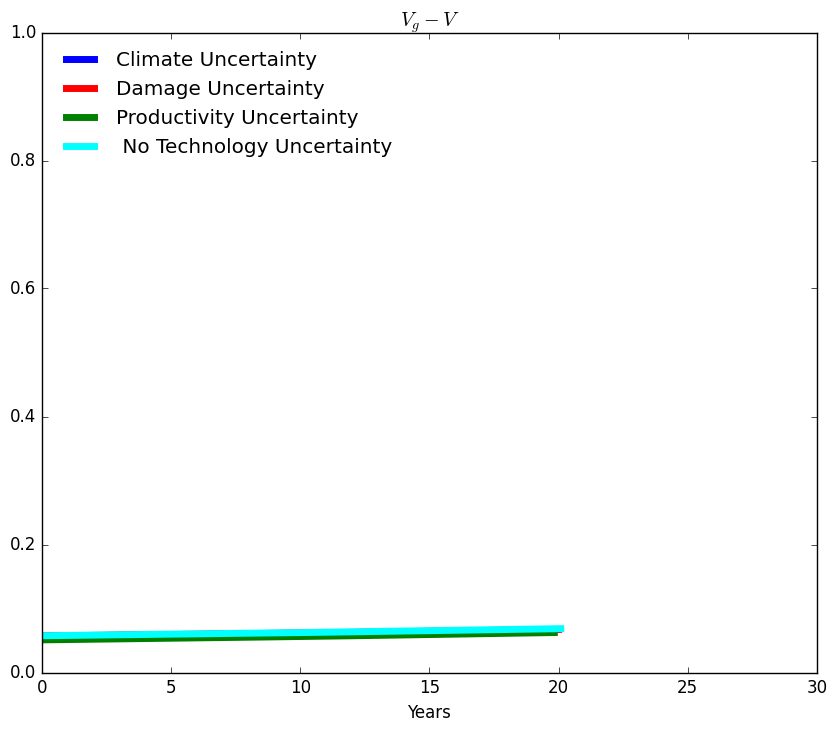 V_g − V
1.0
Climate Uncertainty
Damage Uncertainty
Productivity Uncertainty
No Technology Uncertainty
0.8
0.6
0.4
0.2
0.0
0 5 10 15 20 25 30
Years